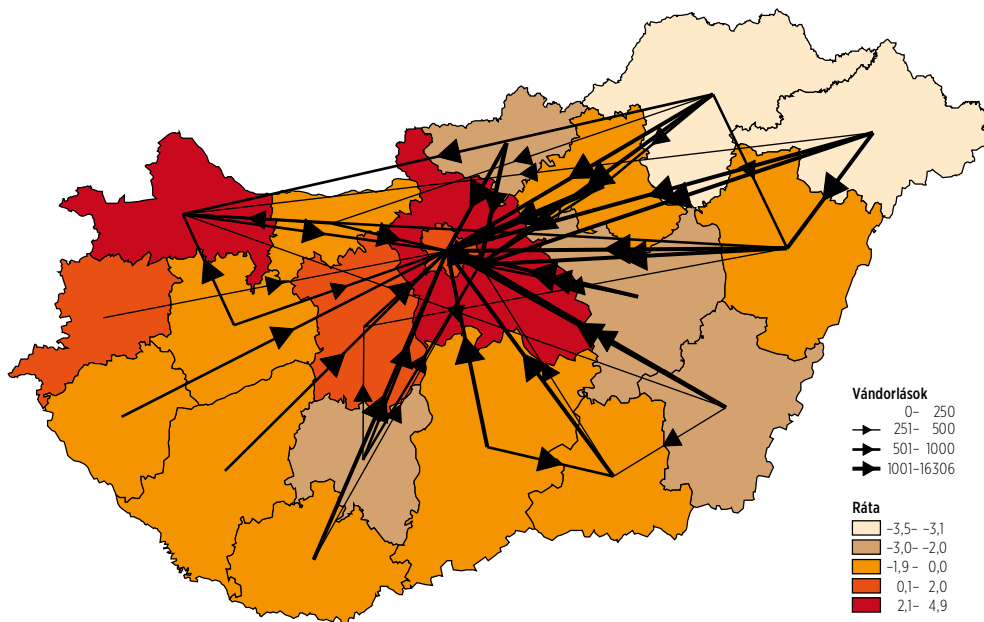 Vándorlások
0– 250
251– 500
501– 1000
1001–16306
Ráta
–3,5– –3,1
–3,0– –2,0
–1,9 – 0,0
0,1– 2,0
2,1– 4,9